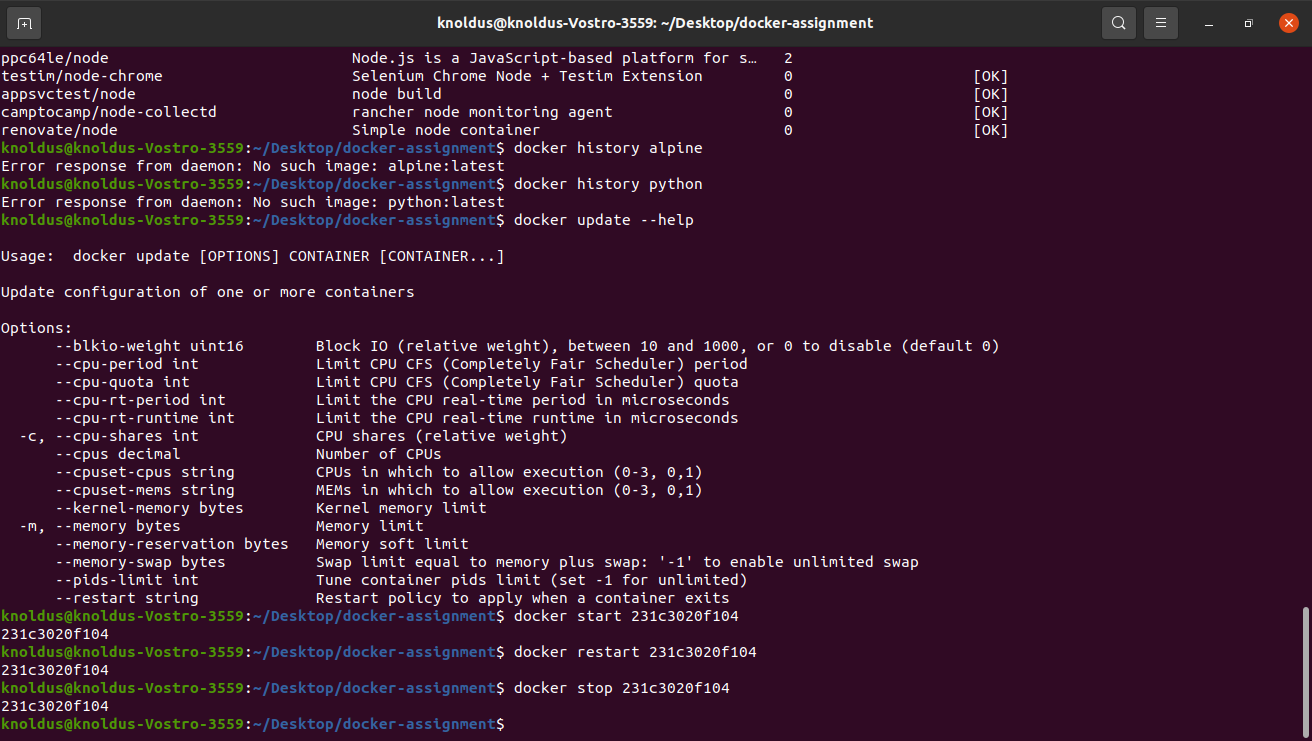 knoldus@knoldus-Vostro-3559: ~/Desktop/docker-assignment
ppc64le/node Node.js is a JavaScript-based platform for s… 2
testim/node-chrome Selenium Chrome Node + Testim Extension 0 [OK]
appsvctest/node node build 0 [OK]
camptocamp/node-collectd rancher node monitoring agent 0 [OK]
renovate/node Simple node container 0 [OK]
knoldus@knoldus-Vostro-3559:~/Desktop/docker-assignment$ docker history alpine
Error response from daemon: No such image: alpine:latest
knoldus@knoldus-Vostro-3559:~/Desktop/docker-assignment$ docker history python
Error response from daemon: No such image: python:latest
knoldus@knoldus-Vostro-3559:~/Desktop/docker-assignment$ docker update --help
Usage:  docker update [OPTIONS] CONTAINER [CONTAINER...]
Update configuration of one or more containers
Options:
--blkio-weight uint16 Block IO (relative weight), between 10 and 1000, or 0 to disable (default 0)
--cpu-period int Limit CPU CFS (Completely Fair Scheduler) period
--cpu-quota int Limit CPU CFS (Completely Fair Scheduler) quota
--cpu-rt-period int Limit the CPU real-time period in microseconds
--cpu-rt-runtime int Limit the CPU real-time runtime in microseconds
-c, --cpu-shares int CPU shares (relative weight)
--cpus decimal Number of CPUs
--cpuset-cpus string CPUs in which to allow execution (0-3, 0,1)
--cpuset-mems string MEMs in which to allow execution (0-3, 0,1)
--kernel-memory bytes Kernel memory limit
-m, --memory bytes Memory limit
--memory-reservation bytes Memory soft limit
--memory-swap bytes Swap limit equal to memory plus swap: '-1' to enable unlimited swap
--pids-limit int Tune container pids limit (set -1 for unlimited)
--restart string Restart policy to apply when a container exits
knoldus@knoldus-Vostro-3559:~/Desktop/docker-assignment$ docker start 231c3020f104
231c3020f104
knoldus@knoldus-Vostro-3559:~/Desktop/docker-assignment$ docker restart 231c3020f104
231c3020f104
knoldus@knoldus-Vostro-3559:~/Desktop/docker-assignment$ docker stop 231c3020f104
231c3020f104
knoldus@knoldus-Vostro-3559:~/Desktop/docker-assignment$